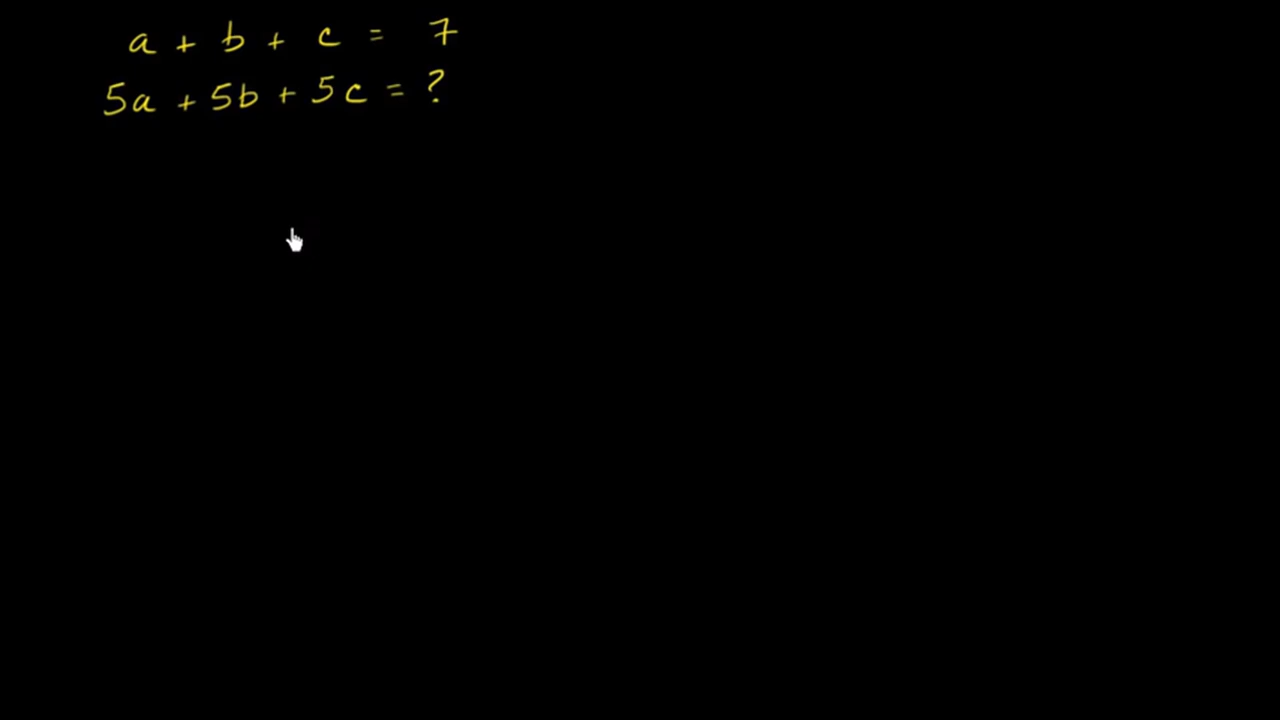 a + b + c = 7
5a + 5b + 5c = ?